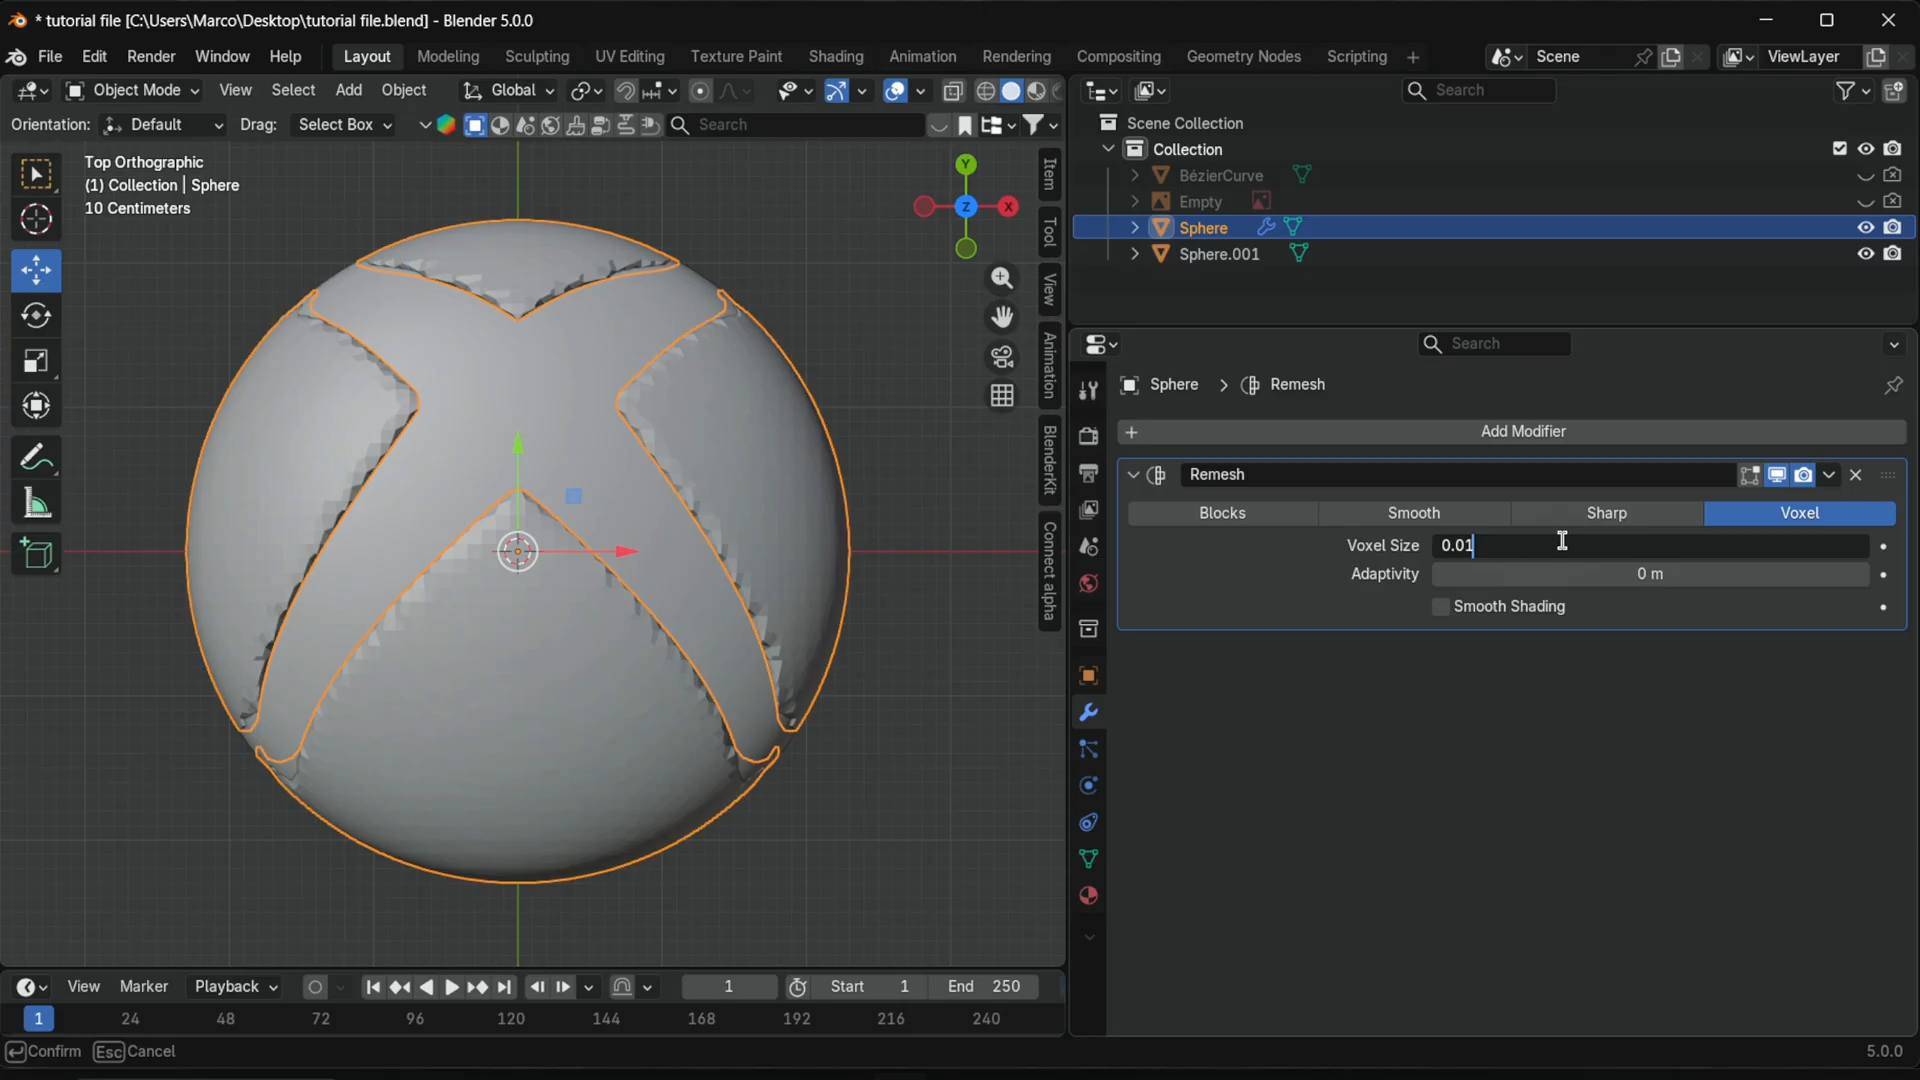 * tutorial file [C:\Users\Marco\Desktop\tutorial file.blend] - Blender 5.0.0
File Edit Render Window Help Layout Modeling Sculpting UV Editing Texture Paint Shading Animation Rendering Compositing Geometry Nodes Scripting + Scene ViewLayer
Object Mode View Select Add Object Global Search
Orientation: Default Drag: Select Box Search
Scene Collection
Collection
BézierCurve
Empty
Sphere
Sphere.001
Top Orthographic
(1) Collection | Sphere
10 Centimeters
Y
X
Z
Item
Tool
View
Animation
BlenderKit
Connect alpha
Search
Sphere > Remesh
+ Add Modifier
Remesh
Blocks Smooth Sharp Voxel
Voxel Size 0.01
Adaptivity 0 m
Smooth Shading
View Marker Playback 1 Start 1 End 250
1 24 48 72 96 120 144 168 192 216 240
Confirm Esc Cancel 5.0.0